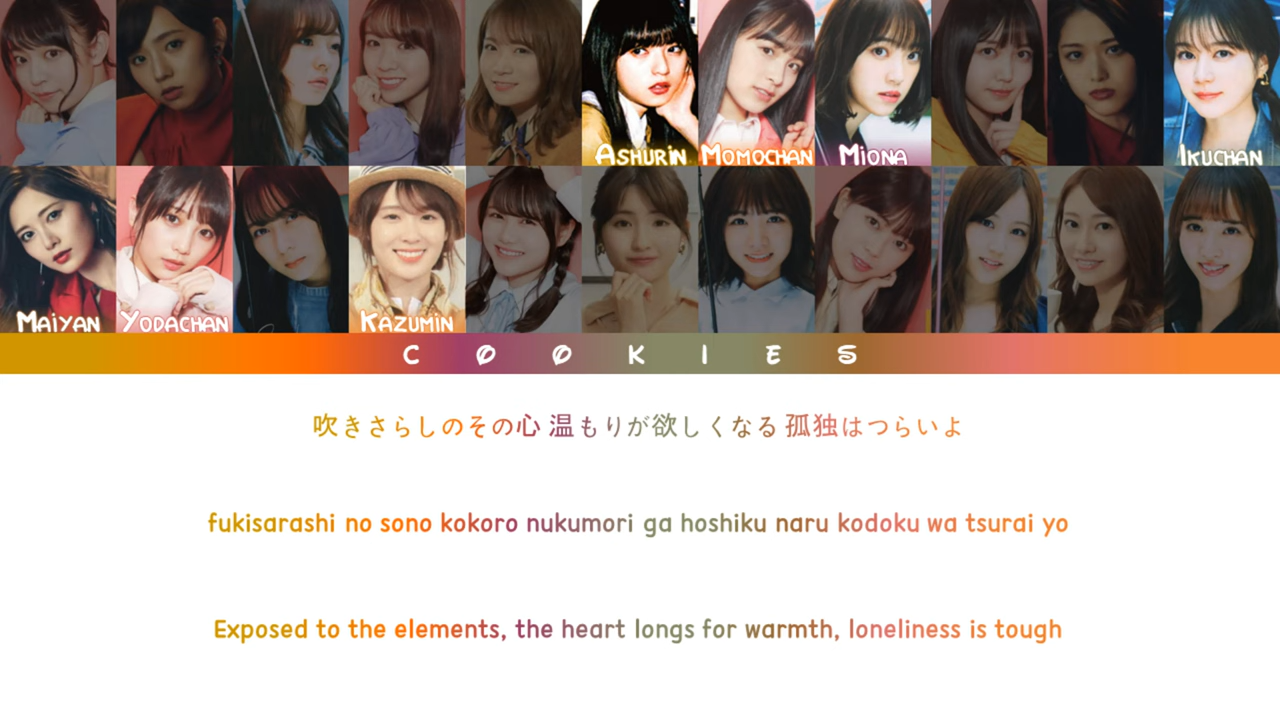 Ashurin Momochan Miona Ikuchan
Maiyan Yodachan Kazumin
COOKIES
吹きさらしのその心 温もりが欲しくなる 孤独はつらいよ
fukisarashi no sono kokoro nukumori ga hoshiku naru kodoku wa tsurai yo
Exposed to the elements, the heart longs for warmth, loneliness is tough